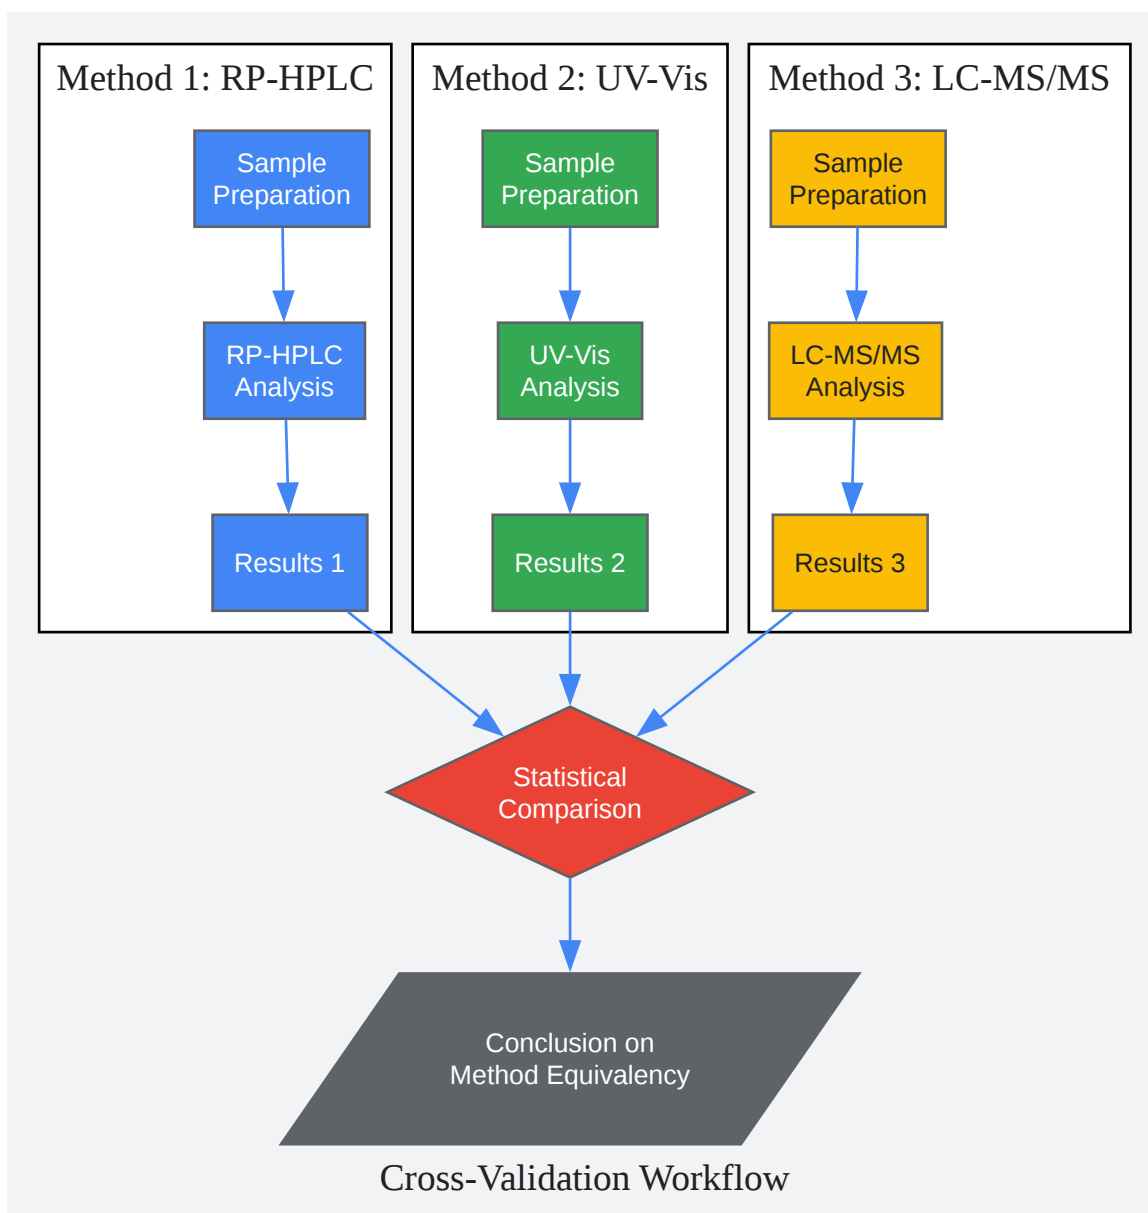 Method 1: RP-HPLC
Sample
Preparation
RP-HPLC
Analysis
Results 1
Method 2: UV-Vis
Sample
Preparation
UV-Vis
Analysis
Results 2
Method 3: LC-MS/MS
Sample
Preparation
LC-MS/MS
Analysis
Results 3
Statistical
Comparison
Conclusion on
Method Equivalency
Cross-Validation Workflow